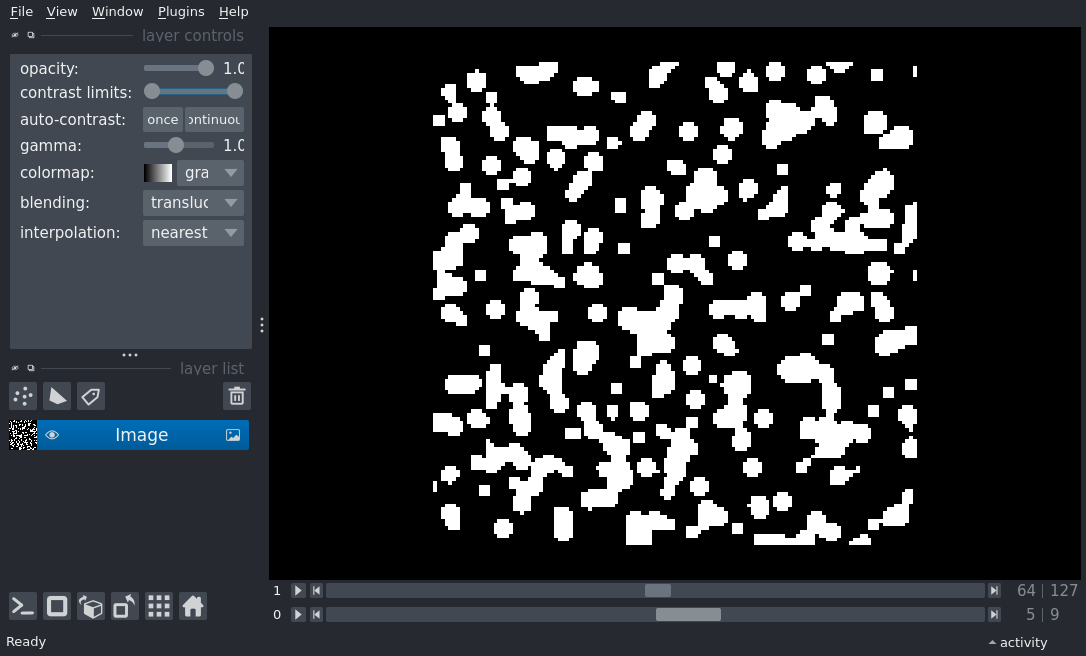 File View Window Plugins Help
layer controls
opacity: 1.0
contrast limits:
auto-contrast: once ontinuou
gamma: 1.0
colormap: gra
blending: transluc
interpolation: nearest
layer list
Image
1 64 | 127
0 5 | 9
Ready activity